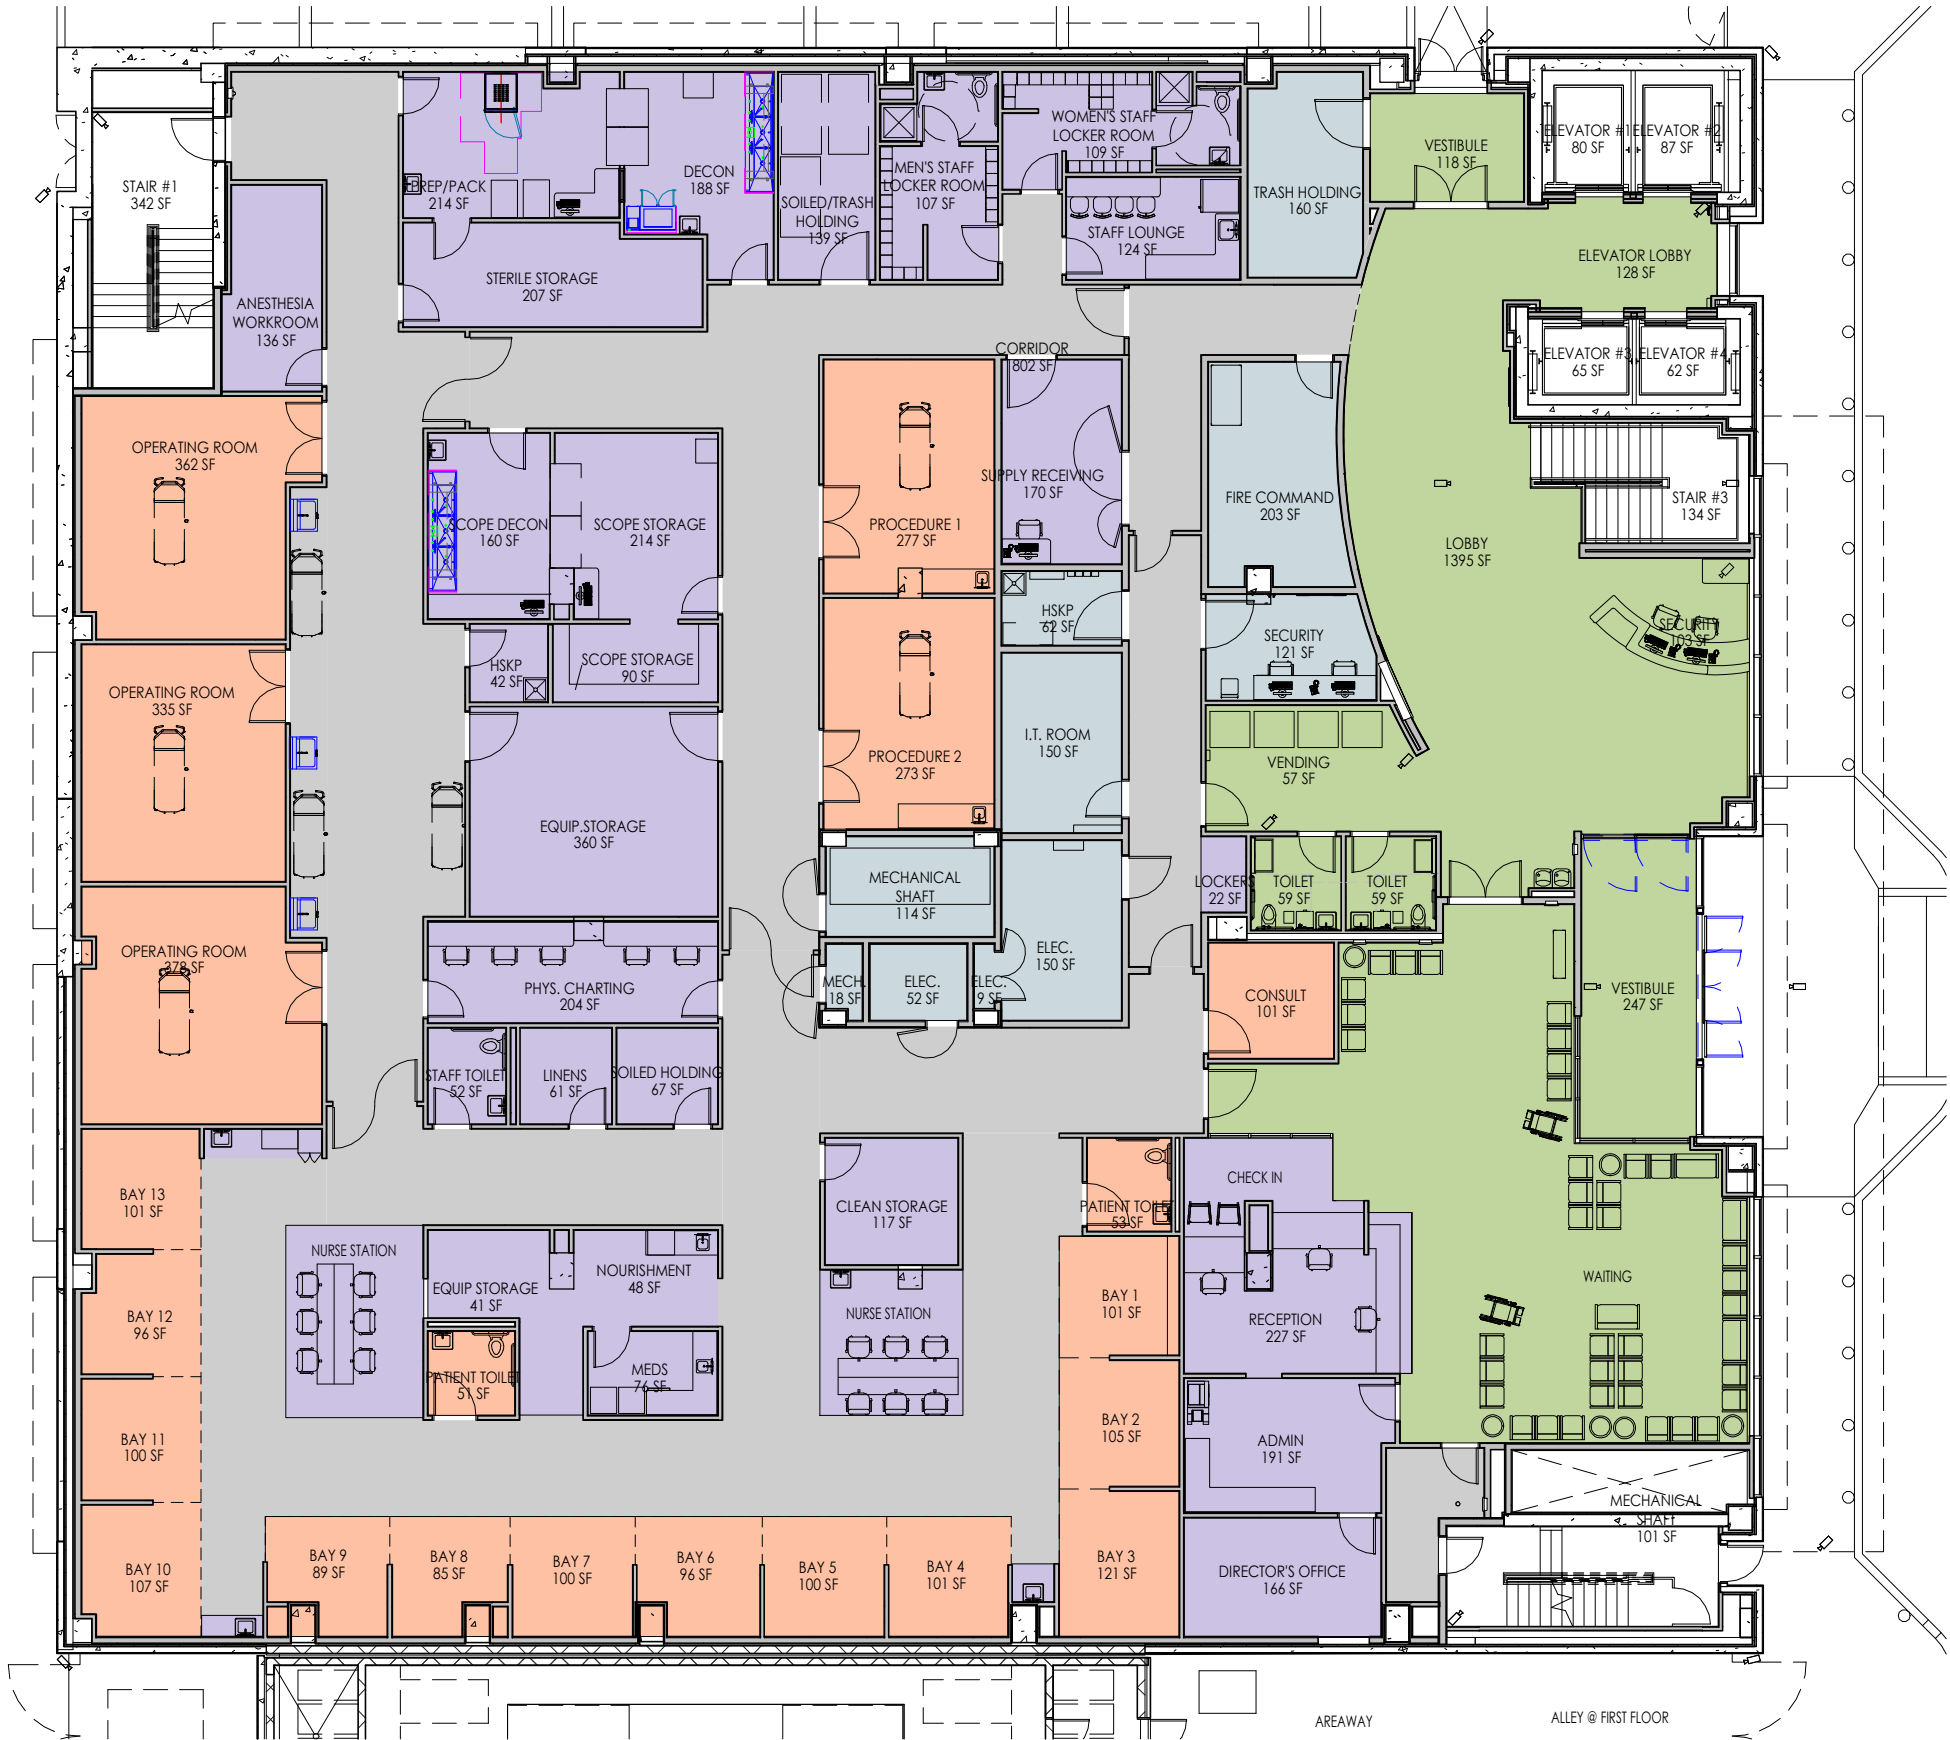 STAIR #1
342 SF
PREP/PACK
214 SF
DECON
188 SF
SOILED/TRASH
HOLDING
139 SF
MEN'S STAFF
LOCKER ROOM
107 SF
WOMEN'S STAFF
LOCKER ROOM
109 SF
STAFF LOUNGE
124 SF
TRASH HOLDING
160 SF
VESTIBULE
118 SF
ELEVATOR #1
80 SF
ELEVATOR #2
87 SF
ELEVATOR LOBBY
128 SF
STERILE STORAGE
207 SF
ANESTHESIA
WORKROOM
136 SF
CORRIDOR
802 SF
ELEVATOR #3
65 SF
ELEVATOR #4
62 SF
OPERATING ROOM
362 SF
SCOPE DECON
160 SF
SCOPE STORAGE
214 SF
PROCEDURE 1
277 SF
SUPPLY RECEIVING
170 SF
FIRE COMMAND
203 SF
STAIR #3
134 SF
LOBBY
1395 SF
HSKP
62 SF
SECURITY
121 SF
SECURITY
103 SF
OPERATING ROOM
335 SF
HSKP
42 SF
SCOPE STORAGE
90 SF
PROCEDURE 2
273 SF
I.T. ROOM
150 SF
VENDING
57 SF
EQUIP.STORAGE
360 SF
MECHANICAL
SHAFT
114 SF
LOCKERS
22 SF
TOILET
59 SF
TOILET
59 SF
OPERATING ROOM
378 SF
PHYS. CHARTING
204 SF
MECH.
18 SF
ELEC.
52 SF
ELEC.
9 SF
ELEC.
150 SF
CONSULT
101 SF
VESTIBULE
247 SF
STAFF TOILET
52 SF
LINENS
61 SF
SOILED HOLDING
67 SF
BAY 13
101 SF
CLEAN STORAGE
117 SF
PATIENT TOILET
53 SF
CHECK IN
NURSE STATION
EQUIP STORAGE
41 SF
NOURISHMENT
48 SF
NURSE STATION
BAY 1
101 SF
RECEPTION
227 SF
WAITING
BAY 12
96 SF
PATIENT TOILET
51 SF
MEDS
76 SF
BAY 11
100 SF
BAY 2
105 SF
ADMIN
191 SF
MECHANICAL
SHAFT
101 SF
BAY 10
107 SF
BAY 9
89 SF
BAY 8
85 SF
BAY 7
100 SF
BAY 6
96 SF
BAY 5
100 SF
BAY 4
101 SF
BAY 3
121 SF
DIRECTOR'S OFFICE
166 SF
AREAWAY
ALLEY @ FIRST FLOOR